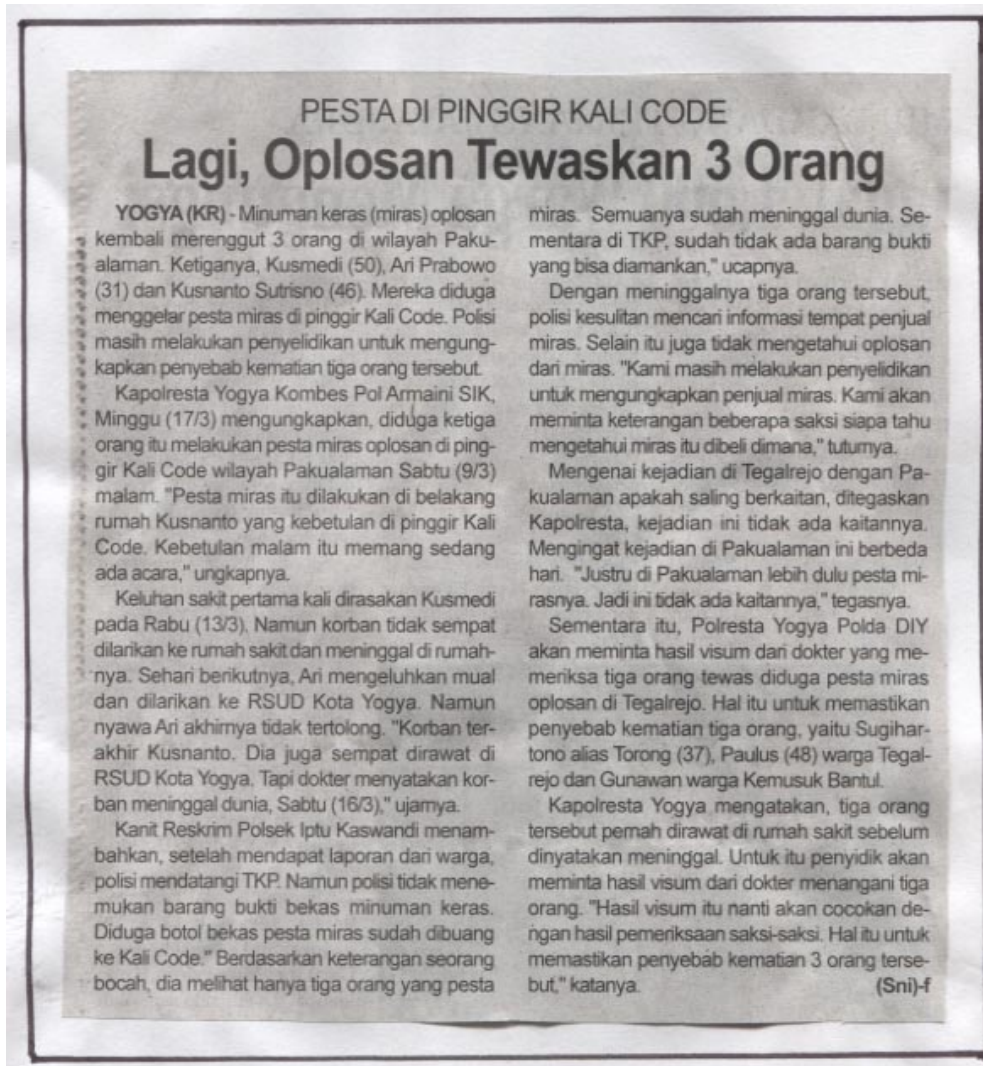 PESTA DI PINGGIR KALI CODE
Lagi, Oplosan Tewaskan 3 Orang
YOGYA (KR) - Minuman keras (miras) oplosan
kembali merenggut 3 orang di wilayah Paku-
alaman. Ketiganya, Kusmedi (50), Ari Prabowo
(31) dan Kusnanto Sutrisno (46). Mereka diduga
menggelar pesta miras di pinggir Kali Code. Polisi
masih melakukan penyelidikan untuk mengung-
kapkan penyebab kematian tiga orang tersebut.
Kapolresta Yogya Kombes Pol Armaini SIK,
Minggu (17/3) mengungkapkan, diduga ketiga
orang itu melakukan pesta miras oplosan di ping-
gir Kali Code wilayah Pakualaman Sabtu (9/3)
malam. "Pesta miras itu dilakukan di belakang
rumah Kusnanto yang kebetulan di pinggir Kali
Code. Kebetulan malam itu memang sedang
ada acara," ungkapnya.
Keluhan sakit pertama kali dirasakan Kusmedi
pada Rabu (13/3). Namun korban tidak sempat
dilarikan ke rumah sakit dan meninggal di rumah-
nya. Sehari berikutnya, Ari mengeluhkan mual
dan dilarikan ke RSUD Kota Yogya. Namun
nyawa Ari akhirnya tidak tertolong. "Korban ter-
akhir Kusnanto. Dia juga sempat dirawat di
RSUD Kota Yogya. Tapi dokter menyatakan kor-
ban meninggal dunia, Sabtu (16/3)," ujarnya.
Kanit Reskrim Polsek Iptu Kaswandi menam-
bahkan, setelah mendapat laporan dari warga,
polisi mendatangi TKP. Namun polisi tidak mene-
mukan barang bukti bekas minuman keras.
Diduga botol bekas pesta miras sudah dibuang
ke Kali Code." Berdasarkan keterangan seorang
bocah, dia melihat hanya tiga orang yang pesta
miras. Semuanya sudah meninggal dunia. Se-
mentara di TKP, sudah tidak ada barang bukti
yang bisa diamankan," ucapnya.
Dengan meninggalnya tiga orang tersebut,
polisi kesulitan mencari informasi tempat penjual
miras. Selain itu juga tidak mengetahui oplosan
dari miras. "Kami masih melakukan penyelidikan
untuk mengungkapkan penjual miras. Kami akan
meminta keterangan beberapa saksi siapa tahu
mengetahui miras itu dibeli dimana," tuturnya.
Mengenai kejadian di Tegalrejo dengan Pa-
kualaman apakah saling berkaitan, ditegaskan
Kapolresta, kejadian ini tidak ada kaitannya.
Mengingat kejadian di Pakualaman ini berbeda
hari. "Justru di Pakualaman lebih dulu pesta mi-
rasnya. Jadi ini tidak ada kaitannya," tegasnya.
Sementara itu, Polresta Yogya Polda DIY
akan meminta hasil visum dari dokter yang me-
meriksa tiga orang tewas diduga pesta miras
oplosan di Tegalrejo. Hal itu untuk memastikan
penyebab kematian tiga orang, yaitu Sugihar-
tono alias Torong (37), Paulus (48) warga Tegal-
rejo dan Gunawan warga Kemusuk Bantul.
Kapolresta Yogya mengatakan, tiga orang
tersebut pernah dirawat di rumah sakit sebelum
dinyatakan meninggal. Untuk itu penyidik akan
meminta hasil visum dari dokter menangani tiga
orang. "Hasil visum itu nanti akan cocokan de-
ngan hasil pemeriksaan saksi-saksi. Hal itu untuk
memastikan penyebab kematian 3 orang terse-
but," katanya. (Sni)-f